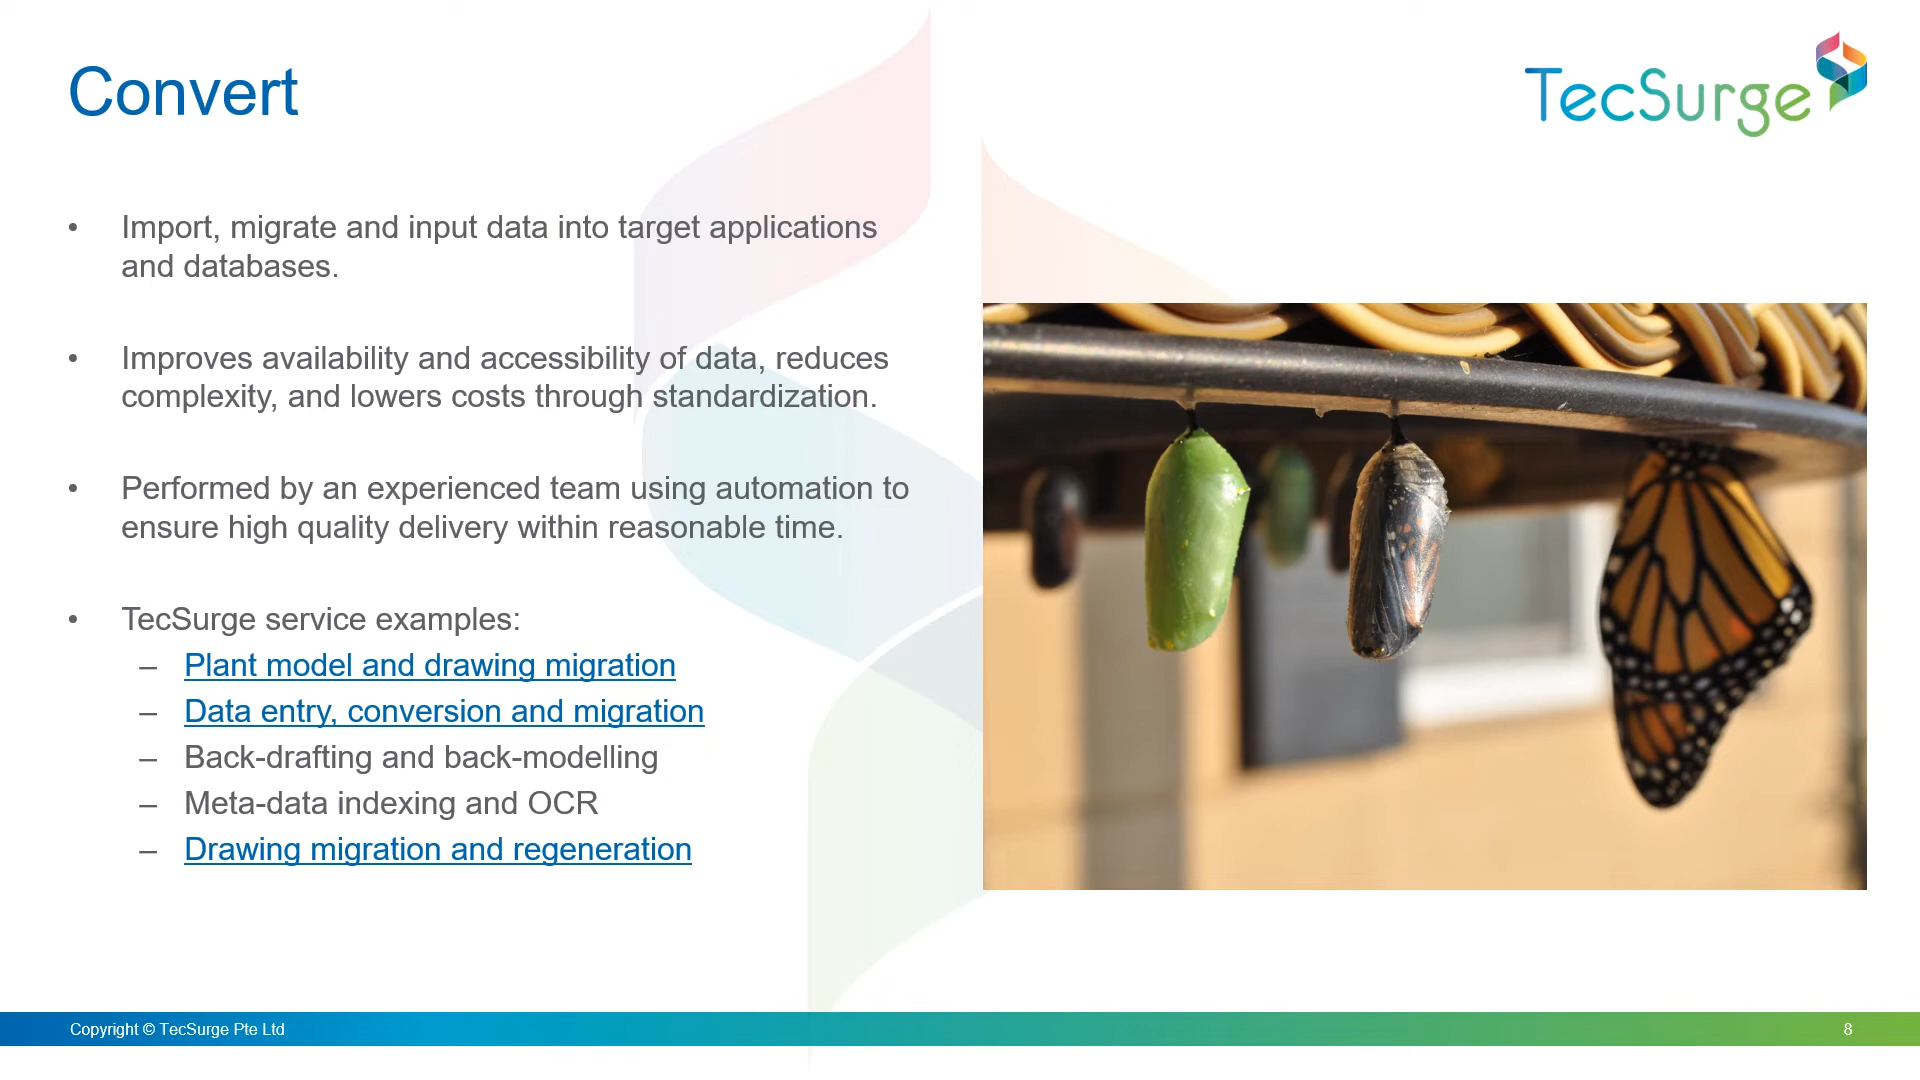 Convert
TecSurge
• Import, migrate and input data into target applications
and databases.
• Improves availability and accessibility of data, reduces
complexity, and lowers costs through standardization.
• Performed by an experienced team using automation to
ensure high quality delivery within reasonable time.
• TecSurge service examples:
– Plant model and drawing migration
– Data entry, conversion and migration
– Back-drafting and back-modelling
– Meta-data indexing and OCR
– Drawing migration and regeneration
Copyright © TecSurge Pte Ltd
8